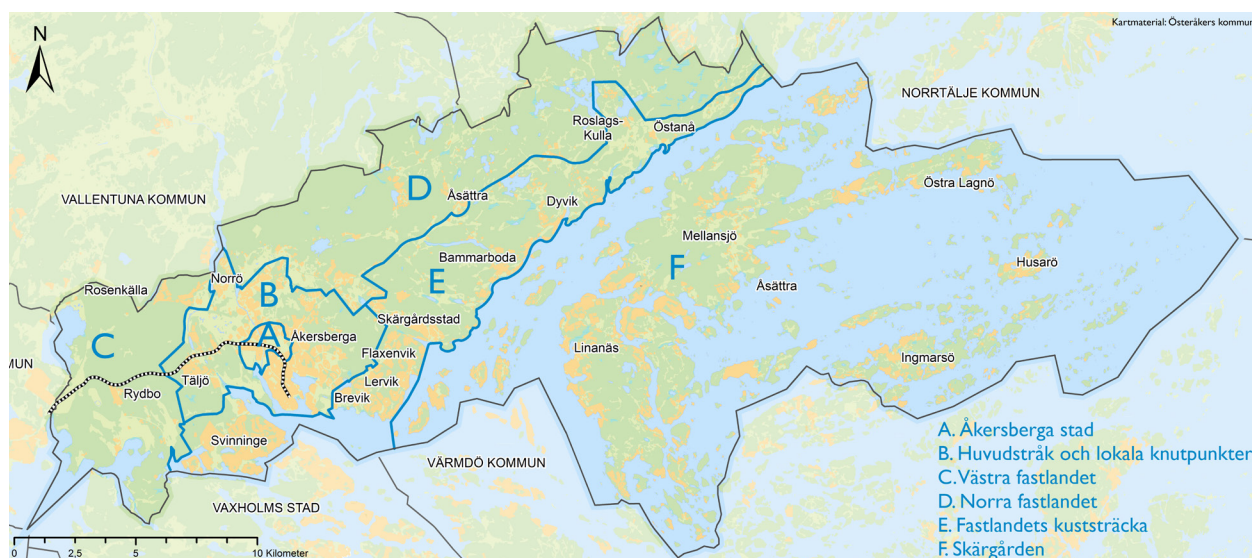 Kartmaterial: Österåkers kommun
N
NORRTÄLJE KOMMUN
Roslags-
Kulla
Östanå
VALLENTUNA KOMMUN
D
Åsättra
Dyvik
Östra Lagnö
Mellansjö
Bammarboda
F
Husarö
Norrö
E
Åsättra
Rosenkälla
B
Skärgårdsstad
A
Åkersberga
C
Flaxenvik
Linanäs
Ingmarsö
MUN
Täljö
Lervik
Rydbo
Brevik
Svinninge
VÄRMDÖ KOMMUN
VAXHOLMS STAD
A. Åkersberga stad
B. Huvudstråk och lokala knutpunkter
C. Västra fastlandet
D. Norra fastlandet
E. Fastlandets kuststräcka
F. Skärgården
0 2,5 5 10 Kilometer